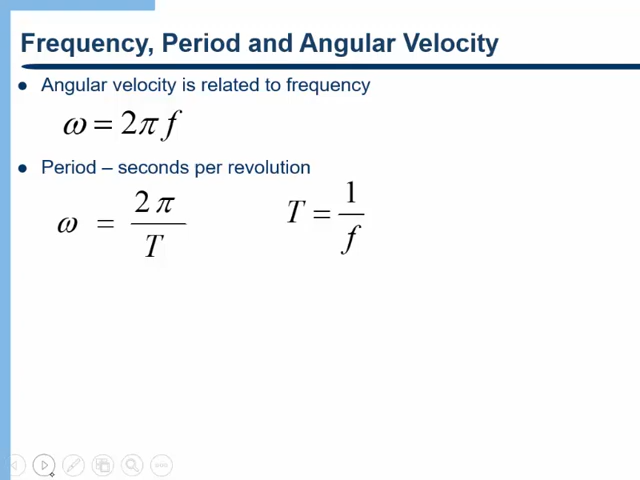 Frequency, Period and Angular Velocity
● Angular velocity is related to frequency
ω = 2π f
● Period – seconds per revolution
ω = 2π / T
T = 1 / f